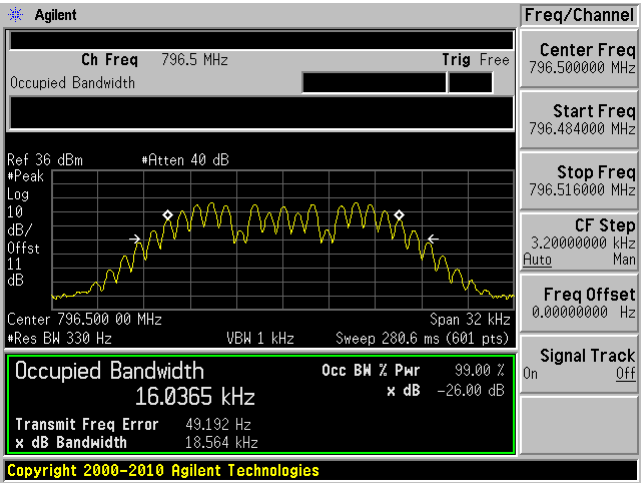 Agilent
Freq/Channel
Ch Freq 796.5 MHz Trig Free
Occupied Bandwidth
Center Freq
796.500000 MHz
Start Freq
796.484000 MHz
Stop Freq
796.516000 MHz
CF Step
3.20000000 kHz
Auto Man
Freq Offset
0.00000000 Hz
Signal Track
On Off
Ref 36 dBm #Atten 40 dB
#Peak
Log
10
dB/
Offst
11
dB
Center 796.500 00 MHz Span 32 kHz
#Res BW 330 Hz VBW 1 kHz Sweep 280.6 ms (601 pts)
Occupied Bandwidth Occ BW % Pwr 99.00 %
16.0365 kHz x dB -26.00 dB
Transmit Freq Error 49.192 Hz
x dB Bandwidth 18.564 kHz
Copyright 2000-2010 Agilent Technologies